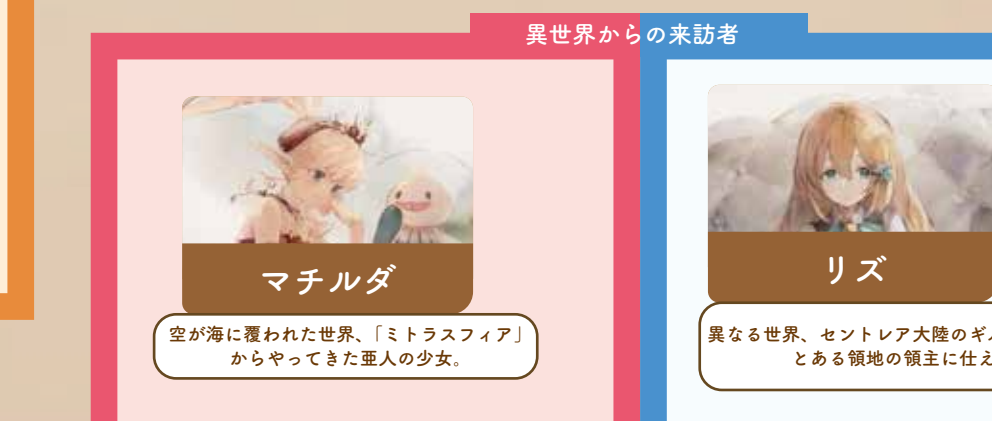 異世界からの来訪者
マチルダ
空が海に覆われた世界、「ミトラスフィア」
からやってきた亜人の少女。
リズ
異なる世界、セントレア大陸のギ
とある領地の領主に仕え